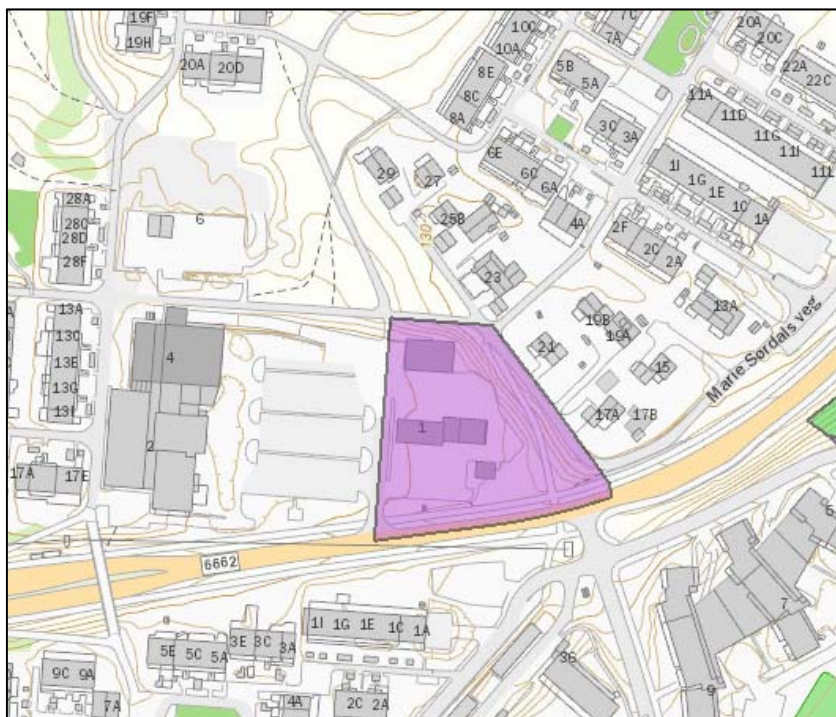 19F
19H
20A 20D
10C
10A
8E
8C
8A
7C
7A
5B
5A
20A
20C
22A
22C
3C
3A
11A
11D
11G
11I
11L
6E
6C
6A
4A
1I
1G
1E
1C
1A
29
27
25B
130
23
2F
2C
2A
28A
28C
28D
28F
6
13A
13C
13E
13G
13I
4
2
1
21
19B
19A
15
13A
17A
17B
Marie Sørdals veg
17A
17E
6662
1I 1G 1E 1C 1A
5E 5C 5A
3E 3C 3A
9C 9A
7A
4A
2C 2A
36
7
9